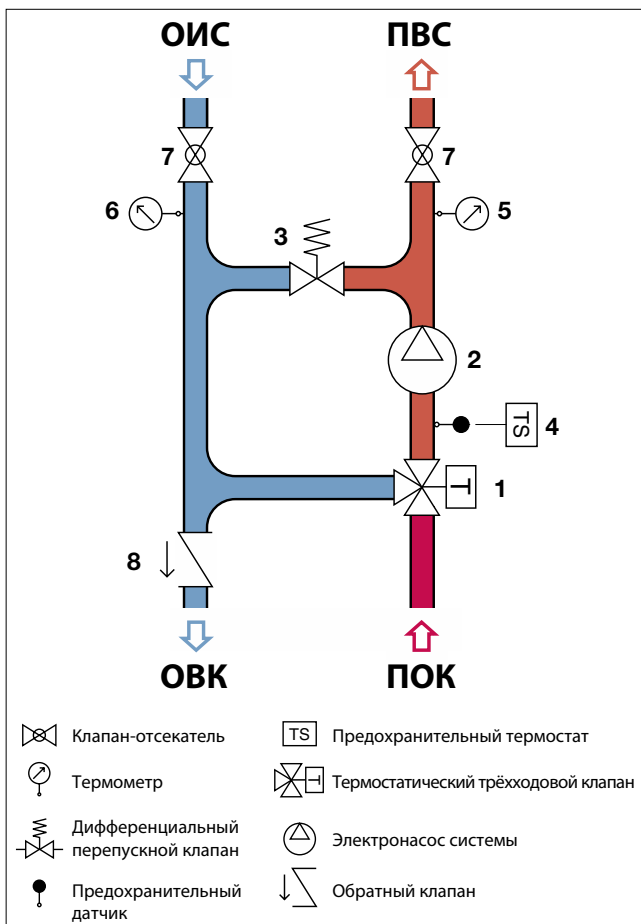 ОИС ПВС
7 7
6 3 5
2
TS 4
T 1
8
ОВК ПОК
Клапан-отсекатель
TS Предохранительный термостат
Термометр
T Термостатический трёхходовой клапан
Дифференциальный
перепускной клапан
Электронасос системы
Предохранительный
датчик
Обратный клапан